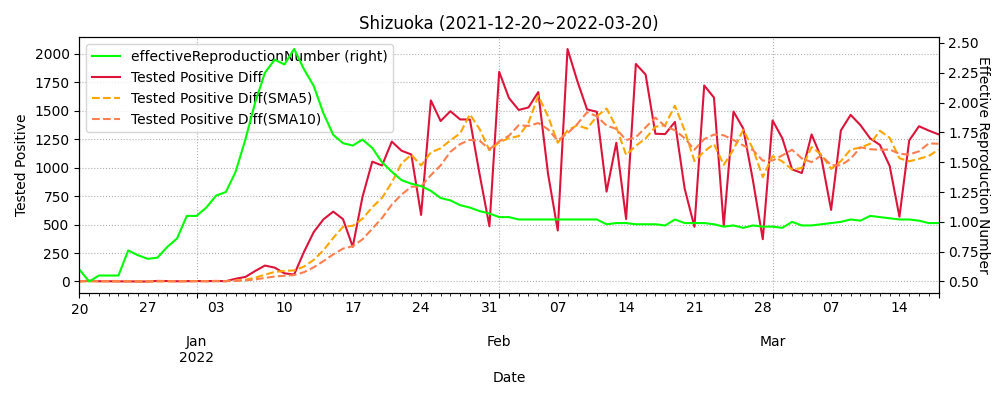 Shizuoka (2021-12-20~2022-03-20)
effectiveReproductionNumber (right)
Tested Positive Diff
Tested Positive Diff(SMA5)
Tested Positive Diff(SMA10)
Tested Positive
2000
1750
1500
1250
1000
750
500
250
0
2.50
2.25
2.00
1.75
1.50
1.25
1.00
0.75
0.50
Effective Reproduction Number
20 27 03 10 17 24 31 07 14 21 28 07 14
Jan Feb Mar
2022
Date